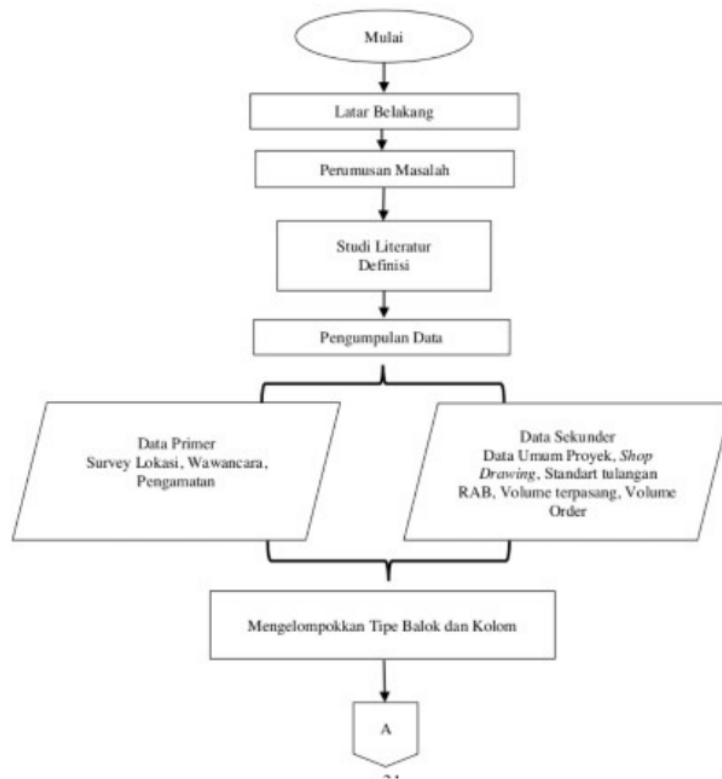 Mulai
Latar Belakang
Perumusan Masalah
Studi Literatur
Definisi
Pengumpulan Data
Data Primer
Survey Lokasi, Wawancara,
Pengamatan
Data Sekunder
Data Umum Proyek, Shop
Drawing, Standart tulangan
RAB, Volume terpasang, Volume
Order
Mengelompokkan Tipe Balok dan Kolom
A